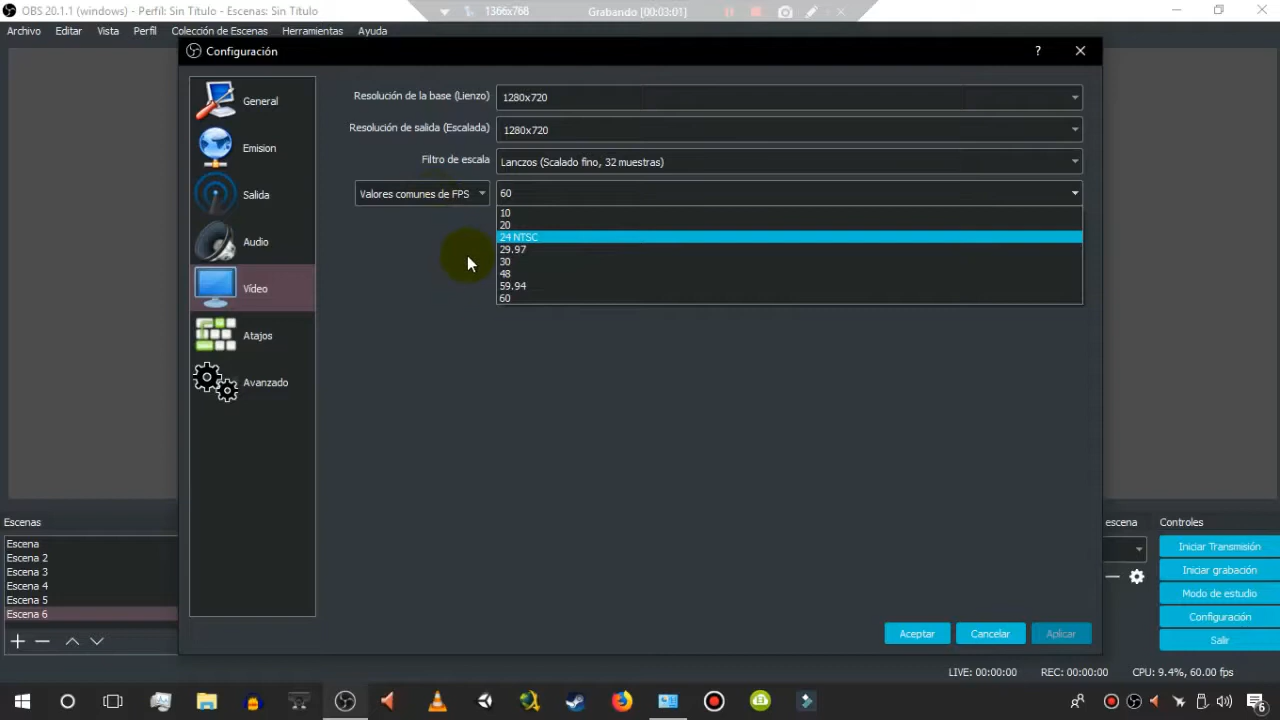 OBS 20.1.1 (windows) - Perfil: Sin Título - Escenas: Sin Título
1366x768
Grabando [00:03:01]
Archivo Editar Vista Perfil Colección de Escenas Herramientas Ayuda
Configuración
?
General
Emision
Salida
Audio
Vídeo
Atajos
Avanzado
Resolución de la base (Lienzo) 1280x720
Resolución de salida (Escalada) 1280x720
Filtro de escala Lanczos (Scalado fino, 32 muestras)
Valores comunes de FPS 60
10
20
24 NTSC
29.97
30
48
59.94
60
Aceptar Cancelar Aplicar
Escenas
Escena
Escena 2
Escena 3
Escena 4
Escena 5
Escena 6
escena
Controles
Iniciar Transmisión
Iniciar grabación
Modo de estudio
Configuración
Salir
LIVE: 00:00:00 REC: 00:00:00 CPU: 9.4%, 60.00 fps
6